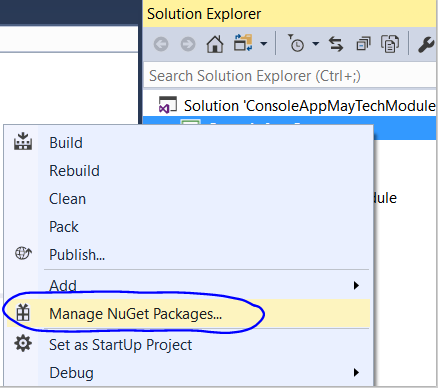 Solution Explorer
Search Solution Explorer (Ctrl+;)
Solution 'ConsoleAppMayTechModule
Build
Rebuild
Clean
Pack
Publish...
Add
Manage NuGet Packages...
Set as StartUp Project
Debug